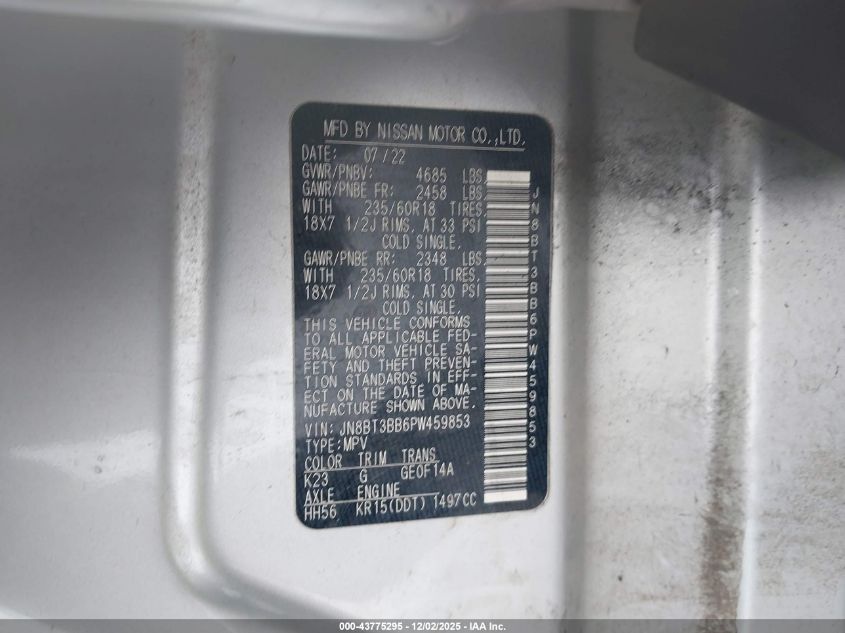 MFD BY NISSAN MOTOR CO.,LTD.
DATE: 07/22
GVWR/PNBV: 4685 LBS
GAWR/PNBE FR: 2458 LBS
WITH 235/60R18 TIRES,
18X7 1/2J RIMS, AT 33 PSI
COLD SINGLE.
GAWR/PNBE RR: 2348 LBS
WITH 235/60R18 TIRES,
18X7 1/2J RIMS, AT 30 PSI
COLD SINGLE.
THIS VEHICLE CONFORMS
TO ALL APPLICABLE FED-
ERAL MOTOR VEHICLE SA-
FETY AND THEFT PREVEN-
TION STANDARDS IN EFF-
ECT ON THE DATE OF MA-
NUFACTURE SHOWN ABOVE.
VIN: JN8BT3BB6PW459853
TYPE:MPV
COLOR TRIM TRANS
K23 G GE0F14A
AXLE ENGINE
HH56 KR15(DDT) 1497CC
JN8BT3BB6PW459853
000-43775295 - 12/02/2025 - IAA Inc.